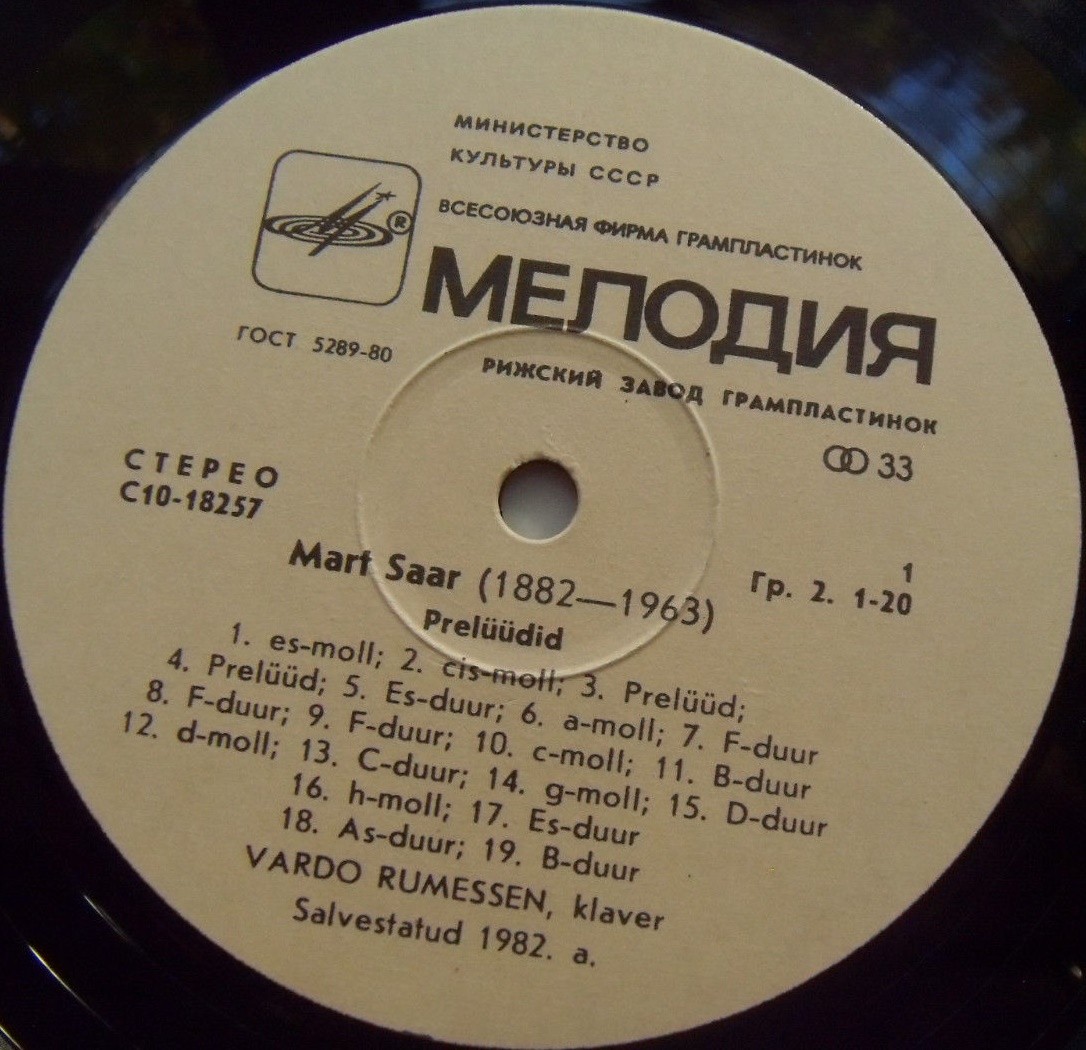 МИНИСТЕРСТВО
КУЛЬТУРЫ СССР
ВСЕСОЮЗНАЯ ФИРМА ГРАМПЛАСТИНОК
®
МЕЛОДИЯ
ГОСТ 5289-80
РИЖСКИЙ ЗАВОД ГРАМПЛАСТИНОК
33
СТЕРЕО
С10-18257
1
Гр. 2. 1-20
Mart Saar (1882—1963)
Prelüüdid
1. es-moll; 2. cis-moll; 3. Prelüüd;
4. Prelüüd; 5. Es-duur; 6. a-moll; 7. F-duur
8. F-duur; 9. F-duur; 10. c-moll; 11. B-duur
12. d-moll; 13. C-duur; 14. g-moll; 15. D-duur
16. h-moll; 17. Es-duur
18. As-duur; 19. B-duur
VARDO RUMESSEN, klaver
Salvestatud 1982. a.